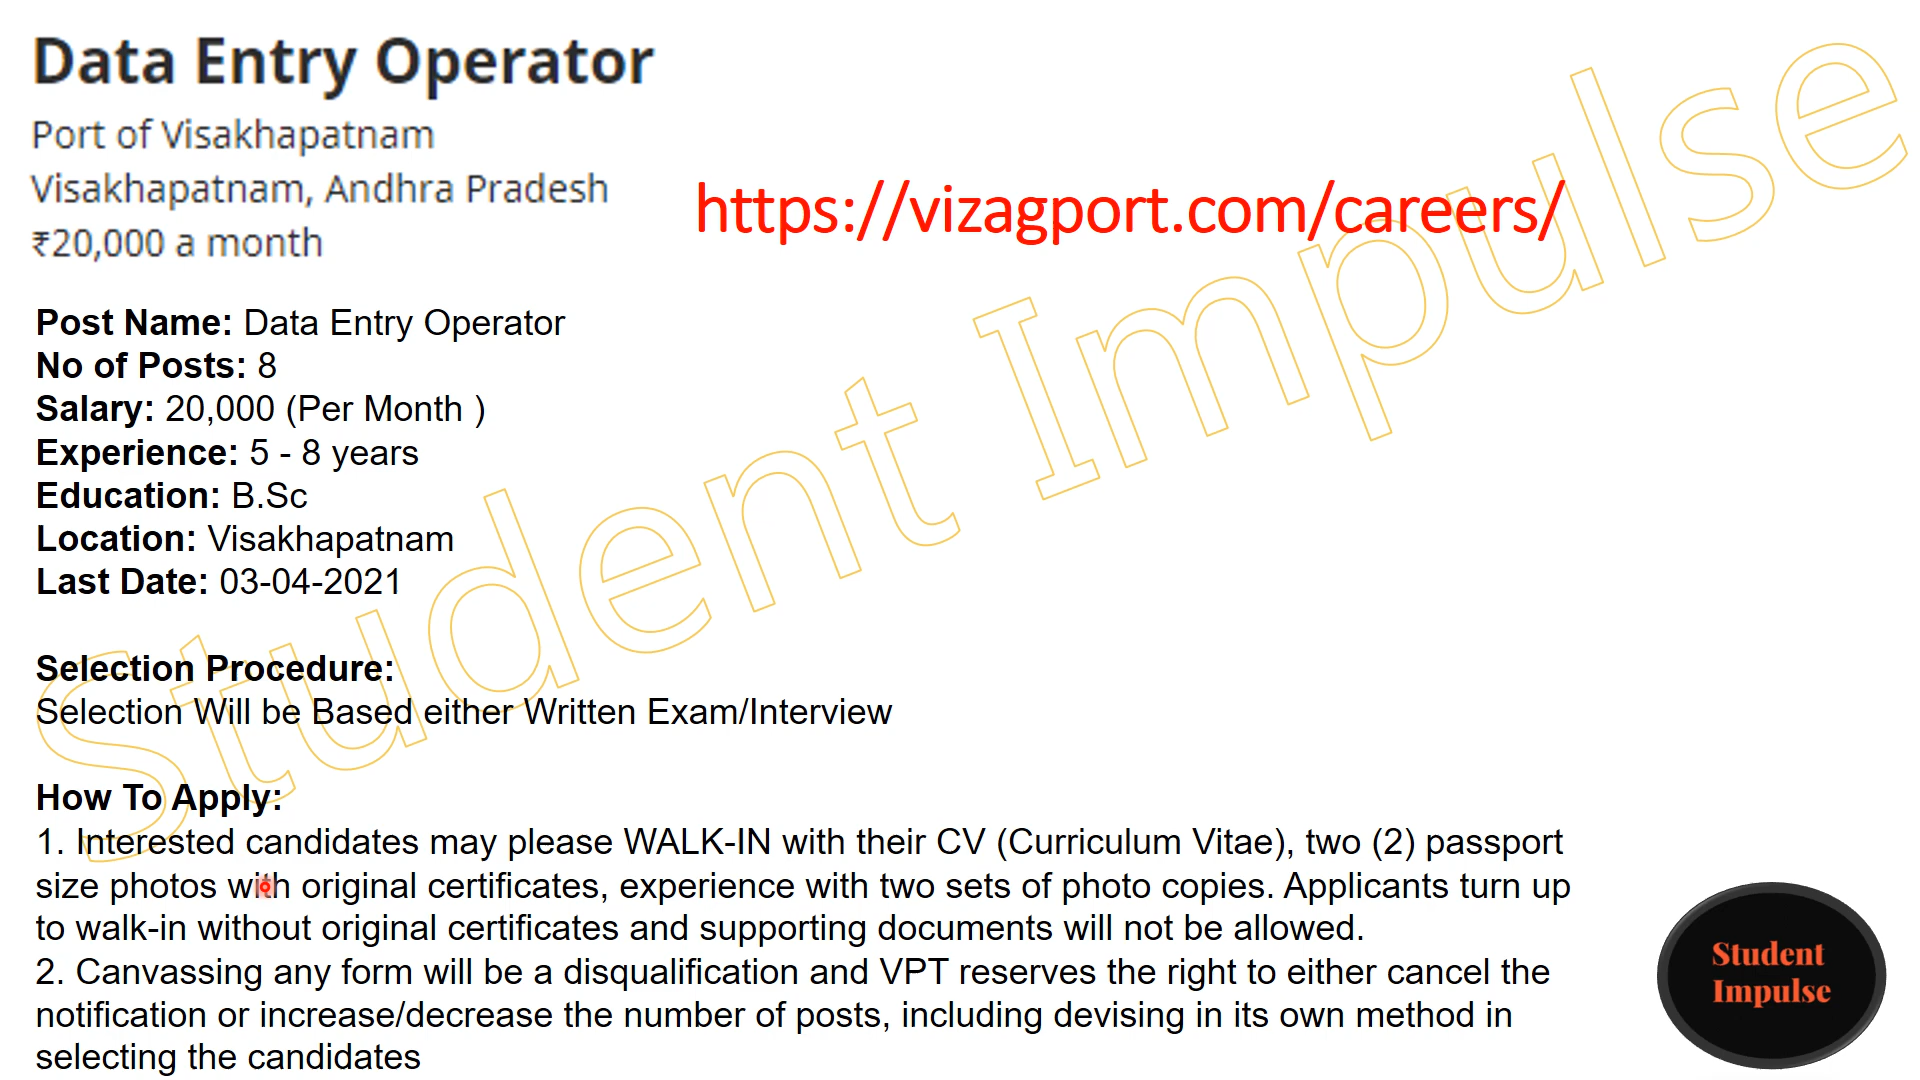 Data Entry Operator
Port of Visakhapatnam
Visakhapatnam, Andhra Pradesh
₹20,000 a month
https://vizagport.com/careers/
Post Name: Data Entry Operator
No of Posts: 8
Salary: 20,000 (Per Month )
Experience: 5 - 8 years
Education: B.Sc
Location: Visakhapatnam
Last Date: 03-04-2021
Selection Procedure:
Selection Will be Based either Written Exam/Interview
How To Apply:
1. Interested candidates may please WALK-IN with their CV (Curriculum Vitae), two (2) passport
size photos with original certificates, experience with two sets of photo copies. Applicants turn up
to walk-in without original certificates and supporting documents will not be allowed.
2. Canvassing any form will be a disqualification and VPT reserves the right to either cancel the
notification or increase/decrease the number of posts, including devising in its own method in
selecting the candidates
Student Impulse
Student
Impulse